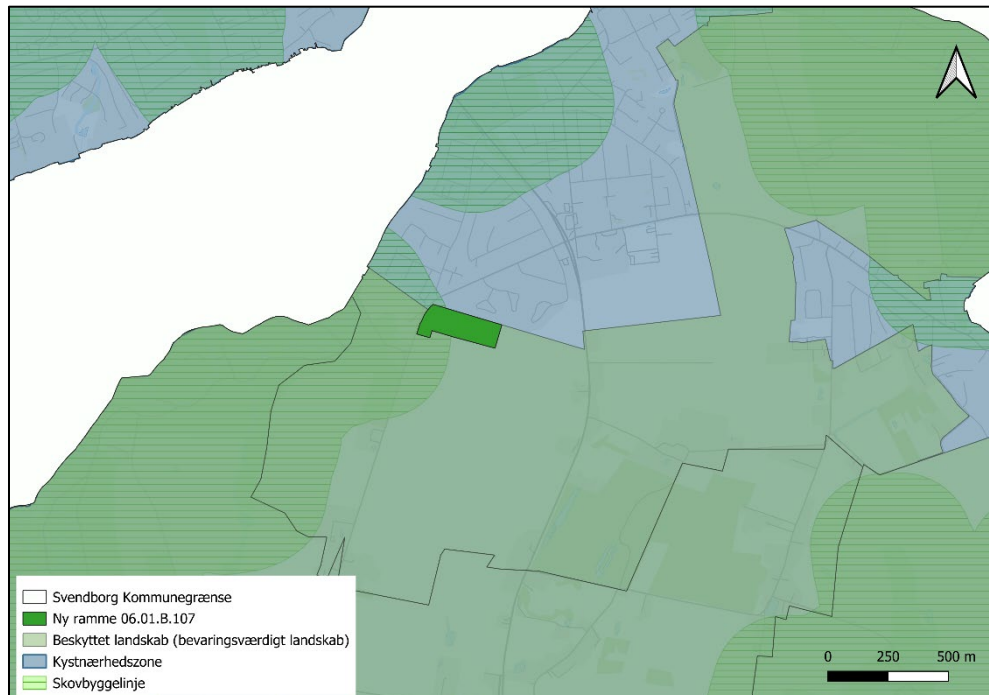 Svendborg Kommunegrænse
Ny ramme 06.01.B.107
Beskyttet landskab (bevaringsværdigt landskab)
Kystnærhedszone
Skovbyggelinje
0 250 500 m